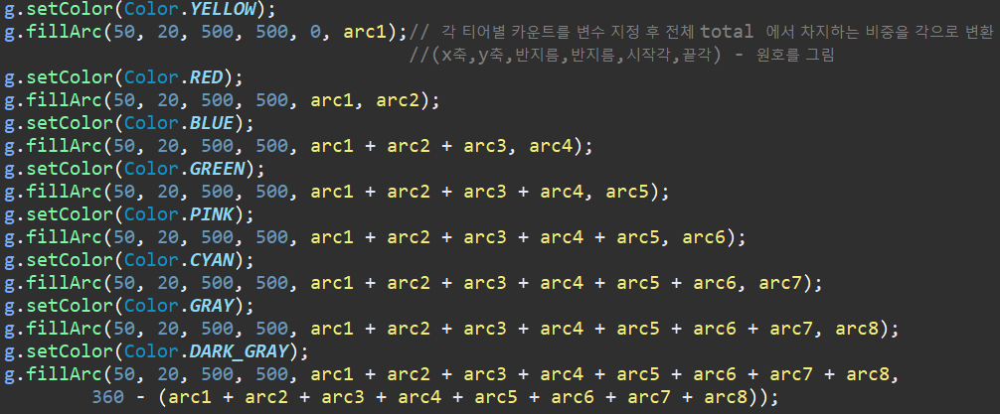 g.setColor(Color.YELLOW);
g.fillArc(50, 20, 500, 500, 0, arc1);// 각 티어별 카운트를 변수 지정 후 전체 total 에서 차지하는 비중을 각으로 변환
//(x축,y축,반지름,반지름,시작각,끝각) - 원호를 그림
g.setColor(Color.RED);
g.fillArc(50, 20, 500, 500, arc1, arc2);
g.setColor(Color.BLUE);
g.fillArc(50, 20, 500, 500, arc1 + arc2 + arc3, arc4);
g.setColor(Color.GREEN);
g.fillArc(50, 20, 500, 500, arc1 + arc2 + arc3 + arc4, arc5);
g.setColor(Color.PINK);
g.fillArc(50, 20, 500, 500, arc1 + arc2 + arc3 + arc4 + arc5, arc6);
g.setColor(Color.CYAN);
g.fillArc(50, 20, 500, 500, arc1 + arc2 + arc3 + arc4 + arc5 + arc6, arc7);
g.setColor(Color.GRAY);
g.fillArc(50, 20, 500, 500, arc1 + arc2 + arc3 + arc4 + arc5 + arc6 + arc7, arc8);
g.setColor(Color.DARK_GRAY);
g.fillArc(50, 20, 500, 500, arc1 + arc2 + arc3 + arc4 + arc5 + arc6 + arc7 + arc8,
360 - (arc1 + arc2 + arc3 + arc4 + arc5 + arc6 + arc7 + arc8));